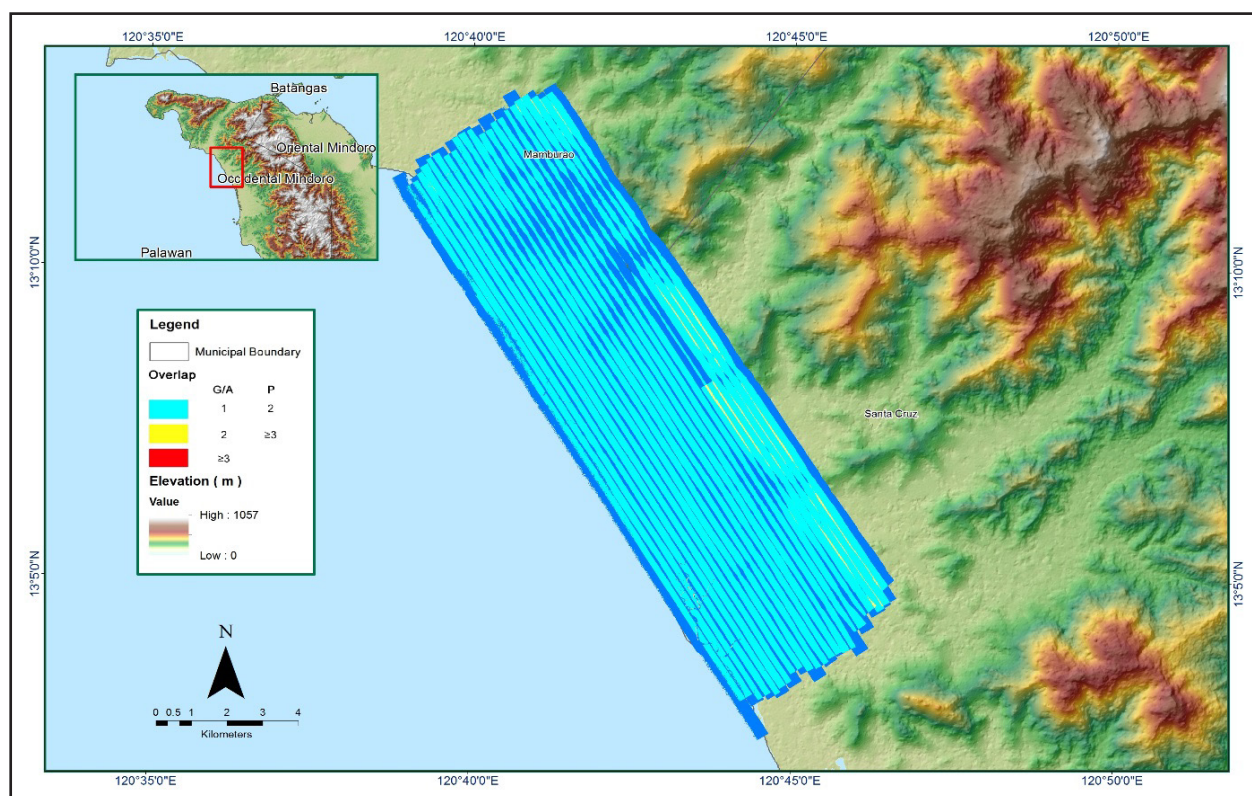 120°35'0"E 120°40'0"E 120°45'0"E 120°50'0"E
Batangas
Oriental Mindoro
Occidental Mindoro
Palawan
Mamburao
13°10'0"N 13°10'0"N
Legend
Municipal Boundary
Overlap
G/A P
1 2
2 ≥3
≥3
Elevation ( m )
Value
High : 1057
Low : 0
Santa Cruz
13°5'0"N 13°5'0"N
N
0 0.5 1 2 3 4
Kilometers
120°35'0"E 120°40'0"E 120°45'0"E 120°50'0"E